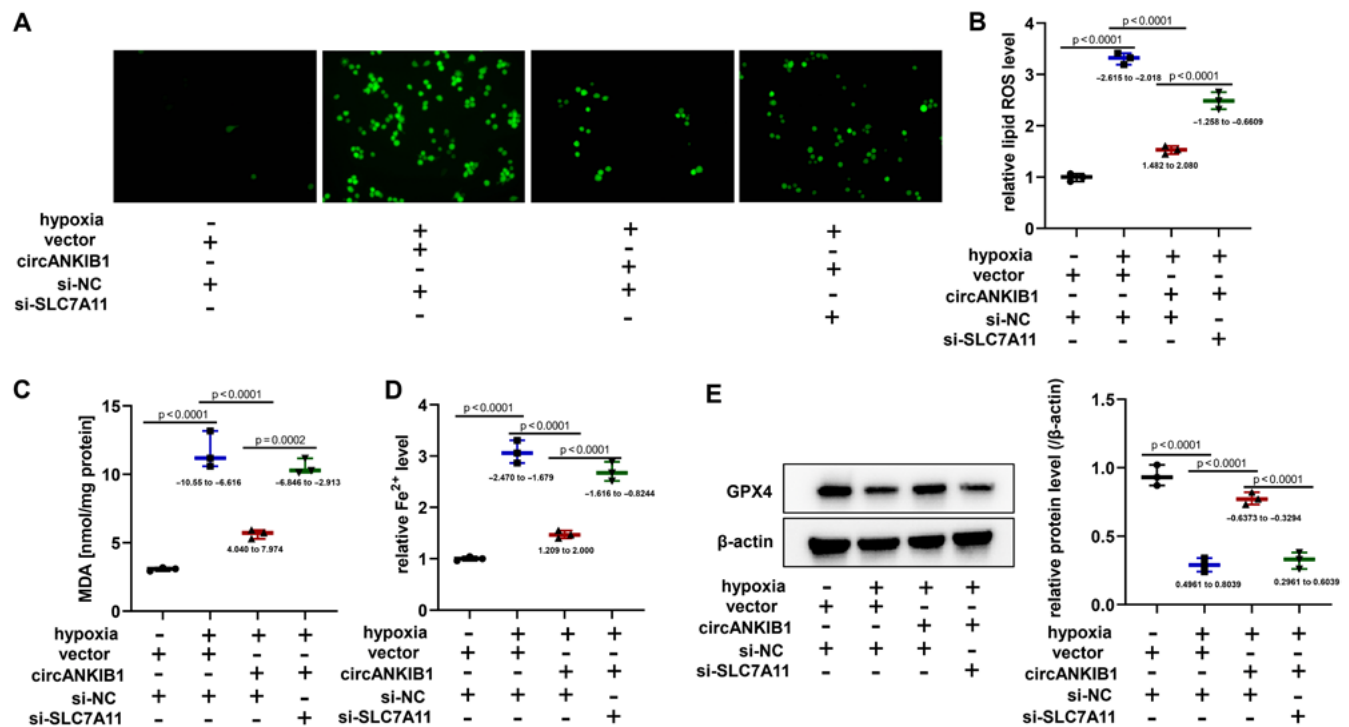 A
hypoxia - + + +
vector + + - -
circANKIB1 - - + +
si-NC + + + -
si-SLC7A11 - - - +
B
relative lipid ROS level
4
3
2
1
0
p<0.0001
p<0.0001
p<0.0001
−2.615 to −2.018
−1.258 to −0.6609
1.482 to 2.080
hypoxia - + + +
vector + + - -
circANKIB1 - - + +
si-NC + + + -
si-SLC7A11 - - - +
C
MDA [nmol/mg protein]
15
10
5
0
p<0.0001
p<0.0001
p=0.0002
−10.55 to −6.616
−6.846 to −2.913
4.040 to 7.974
hypoxia - + + +
vector + + - -
circANKIB1 - - + +
si-NC + + + -
si-SLC7A11 - - - +
D
relative Fe²⁺ level
4
3
2
1
0
p<0.0001
p<0.0001
p<0.0001
−2.470 to −1.679
−1.616 to −0.8244
1.209 to 2.000
hypoxia - + + +
vector + + - -
circANKIB1 - - + +
si-NC + + + -
si-SLC7A11 - - - +
E
GPX4
β-actin
hypoxia - + + +
vector + + - -
circANKIB1 - - + +
si-NC + + + -
si-SLC7A11 - - - +
relative protein level (/β-actin)
1.5
1.0
0.5
0.0
p<0.0001
p<0.0001
p<0.0001
−0.6373 to −0.3294
0.4961 to 0.8039
0.2961 to 0.6039
hypoxia - + + +
vector + + - -
circANKIB1 - - + +
si-NC + + + -
si-SLC7A11 - - - +